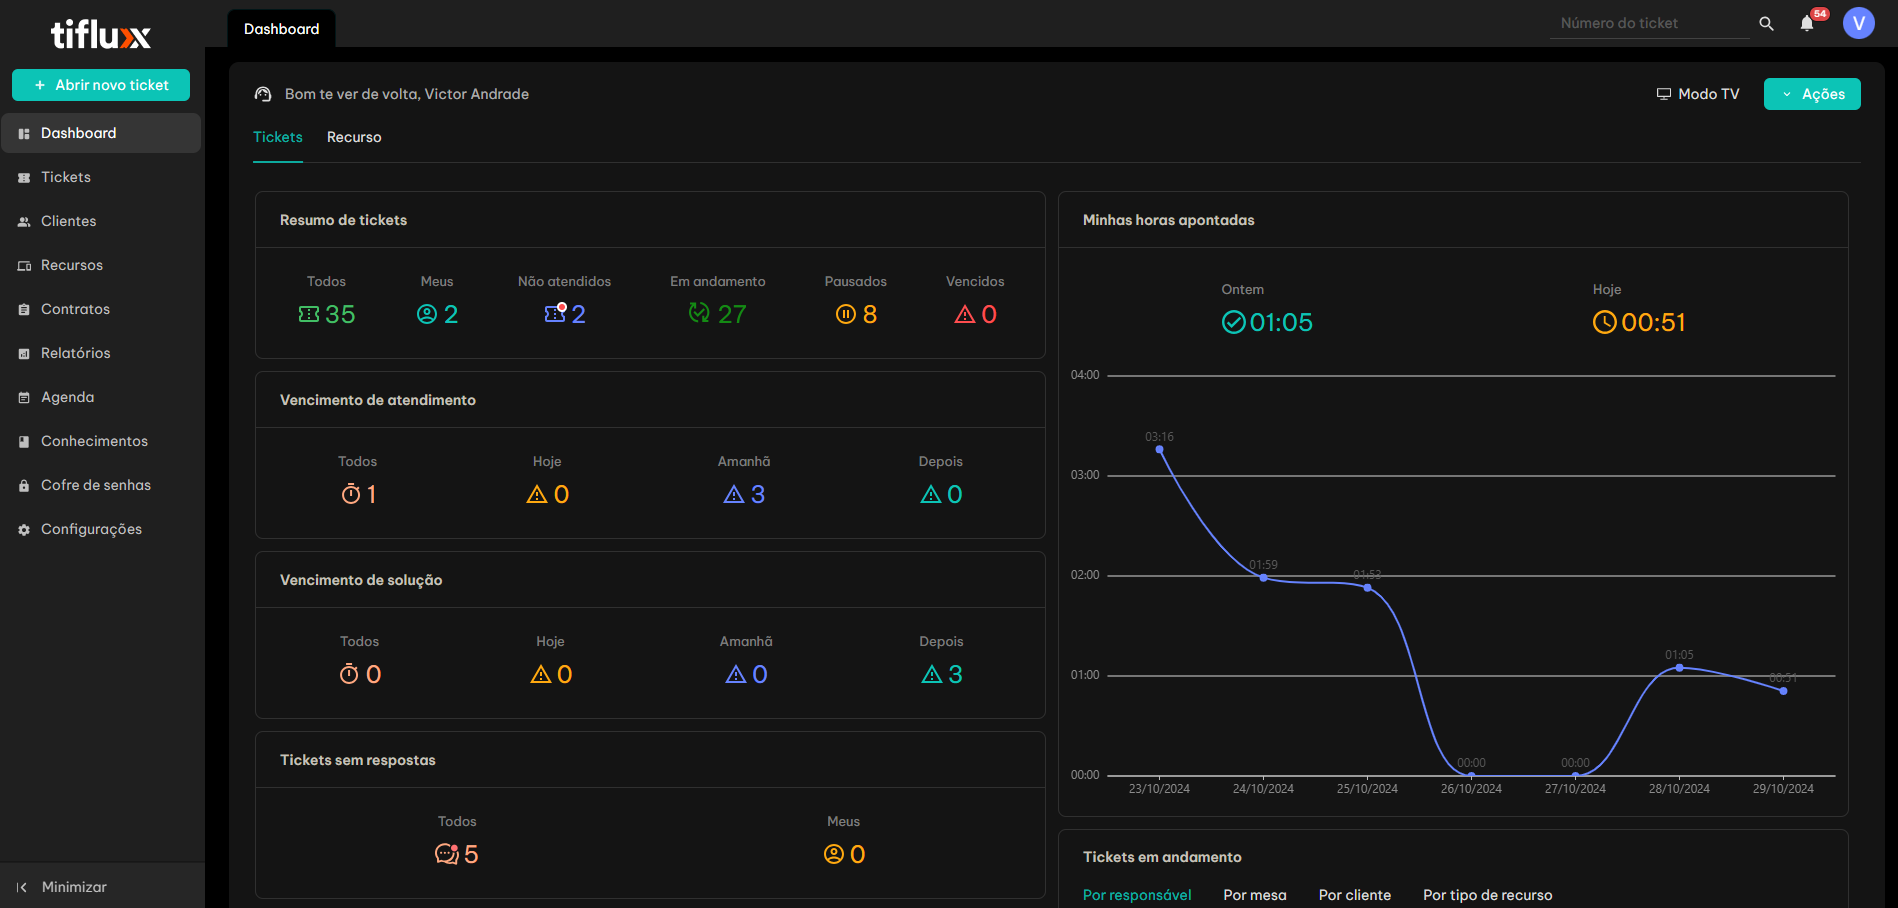 tiflux
Dashboard
Número do ticket
54
V
+ Abrir novo ticket
Dashboard
Tickets
Clientes
Recursos
Contratos
Relatórios
Agenda
Conhecimentos
Cofre de senhas
Configurações
Minimizar
Bom te ver de volta, Victor Andrade
Modo TV
Ações
Tickets Recurso
Resumo de tickets
Todos Meus Não atendidos Em andamento Pausados Vencidos
35 2 2 27 8 0
Vencimento de atendimento
Todos Hoje Amanhã Depois
1 0 3 0
Vencimento de solução
Todos Hoje Amanhã Depois
0 0 0 3
Tickets sem respostas
Todos Meus
5 0
Minhas horas apontadas
Ontem Hoje
01:05 00:51
04:00
03:16
03:00
01:59 01:53
02:00
01:05
01:00 00:51
00:00 00:00
00:00
23/10/2024 24/10/2024 25/10/2024 26/10/2024 27/10/2024 28/10/2024 29/10/2024
Tickets em andamento
Por responsável Por mesa Por cliente Por tipo de recurso